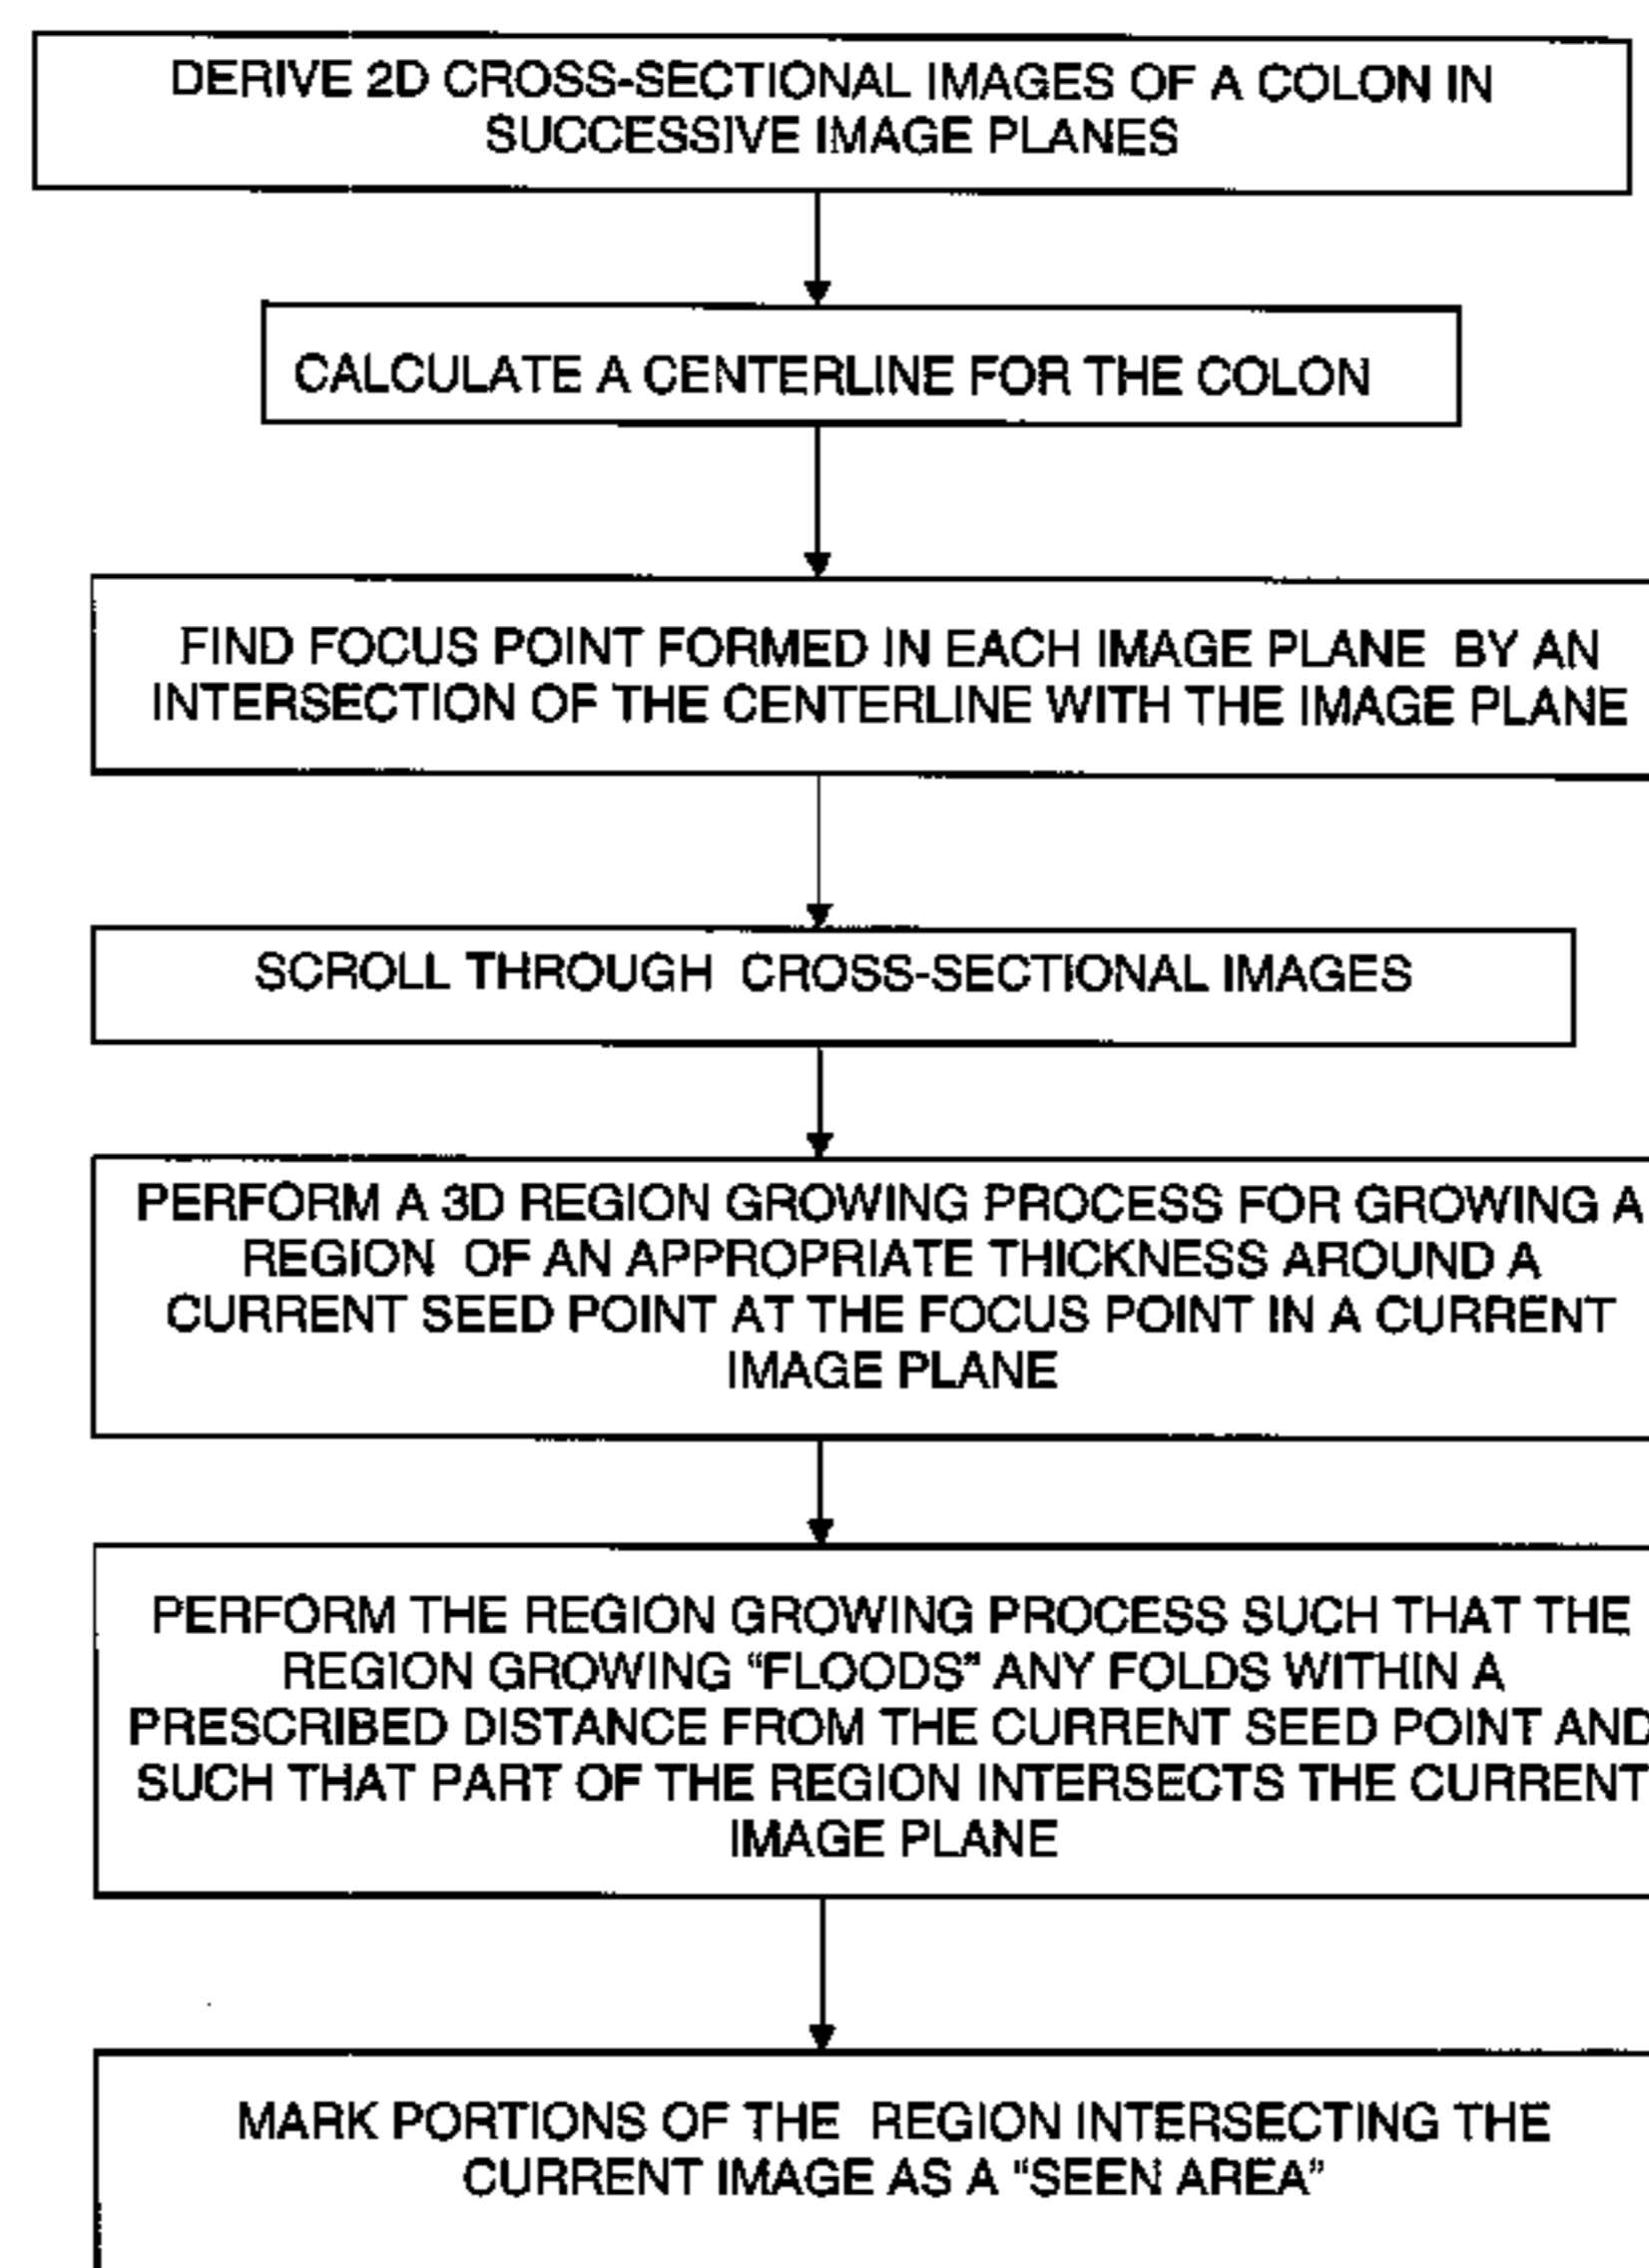 DERIVE 2D CROSS-SECTIONAL IMAGES OF A COLON IN
SUCCESSIVE IMAGE PLANES
CALCULATE A CENTERLINE FOR THE COLON
FIND FOCUS POINT FORMED IN EACH IMAGE PLANE BY AN
INTERSECTION OF THE CENTERLINE WITH THE IMAGE PLANE
SCROLL THROUGH CROSS-SECTIONAL IMAGES
PERFORM A 3D REGION GROWING PROCESS FOR GROWING A
REGION OF AN APPROPRIATE THICKNESS AROUND A
CURRENT SEED POINT AT THE FOCUS POINT IN A CURRENT
IMAGE PLANE
PERFORM THE REGION GROWING PROCESS SUCH THAT THE
REGION GROWING “FLOODS” ANY FOLDS WITHIN A
PRESCRIBED DISTANCE FROM THE CURRENT SEED POINT AND
SUCH THAT PART OF THE REGION INTERSECTS THE CURRENT
IMAGE PLANE
MARK PORTIONS OF THE REGION INTERSECTING THE
CURRENT IMAGE AS A “SEEN AREA”